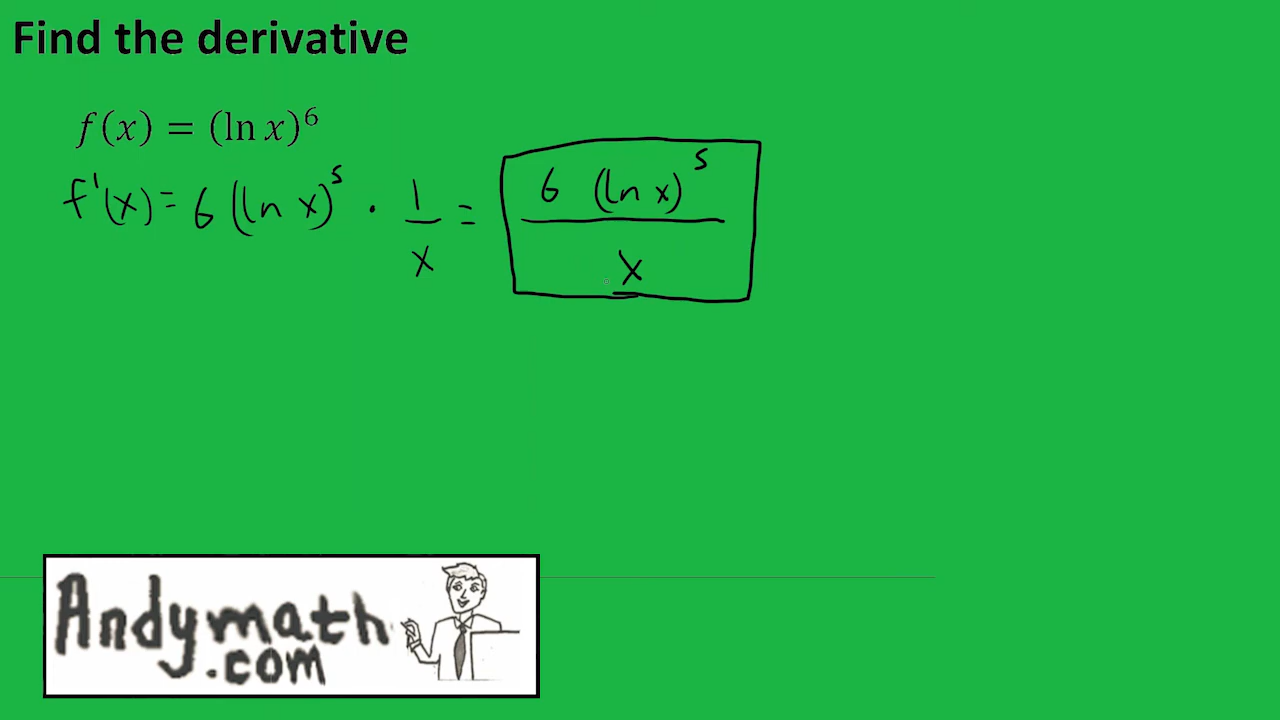 Find the derivative
f(x) = (ln x)⁶
f'(x) = 6 (ln x)⁵ · 1/x = 6 (ln x)⁵/x
Andymath
.com